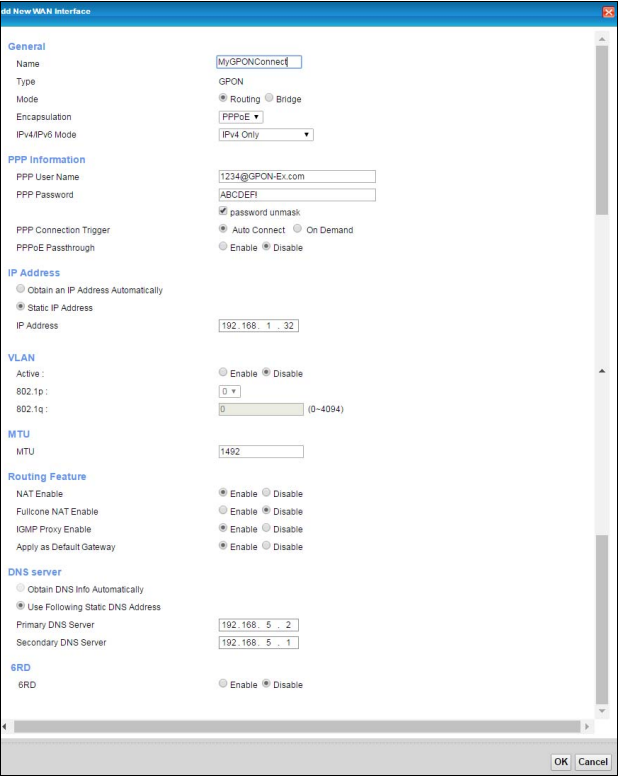 dd New WAN Interface
General
Name MyGPONConnect
Type GPON
Mode Routing Bridge
Encapsulation PPPoE
IPv4/IPv6 Mode IPv4 Only
PPP Information
PPP User Name 1234@GPON-Ex.com
PPP Password ABCDEF!
password unmask
PPP Connection Trigger Auto Connect On Demand
PPPoE Passthrough Enable Disable
IP Address
Obtain an IP Address Automatically
Static IP Address
IP Address 192.168. 1 . 32
VLAN
Active : Enable Disable
802.1p : 0
802.1q : 0 (0~4094)
MTU
MTU 1492
Routing Feature
NAT Enable Enable Disable
Fullcone NAT Enable Enable Disable
IGMP Proxy Enable Enable Disable
Apply as Default Gateway Enable Disable
DNS server
Obtain DNS Info Automatically
Use Following Static DNS Address
Primary DNS Server 192.168. 5 . 2
Secondary DNS Server 192.168. 5 . 1
6RD
6RD Enable Disable
OK Cancel